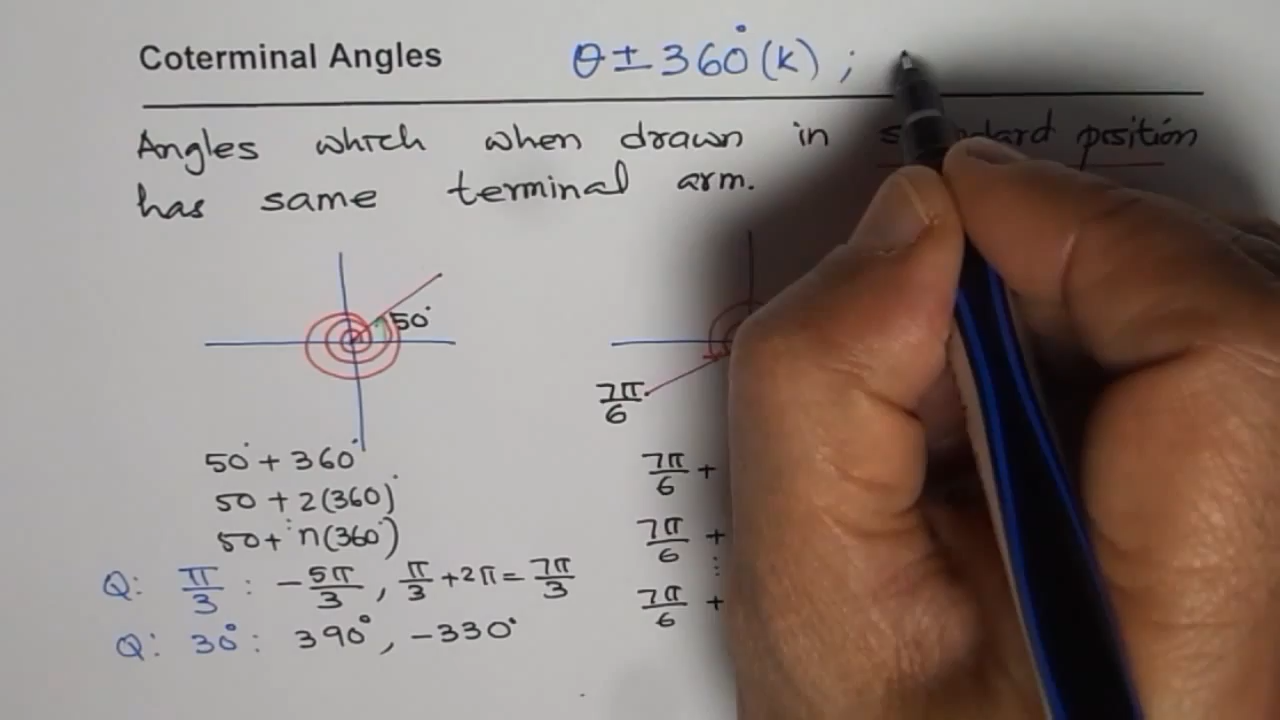 Coterminal Angles θ ± 360°(k) ;
Angles which when drawn in position
has same terminal arm.
50°
7π/6
50° + 360°
50 + 2(360)°
50 + n(360°)
7π/6 +
7π/6 +
⋮
7π/6 +
Q: π/3 : -5π/3 , π/3 + 2π = 7π/3
Q: 30° : 390° , -330°